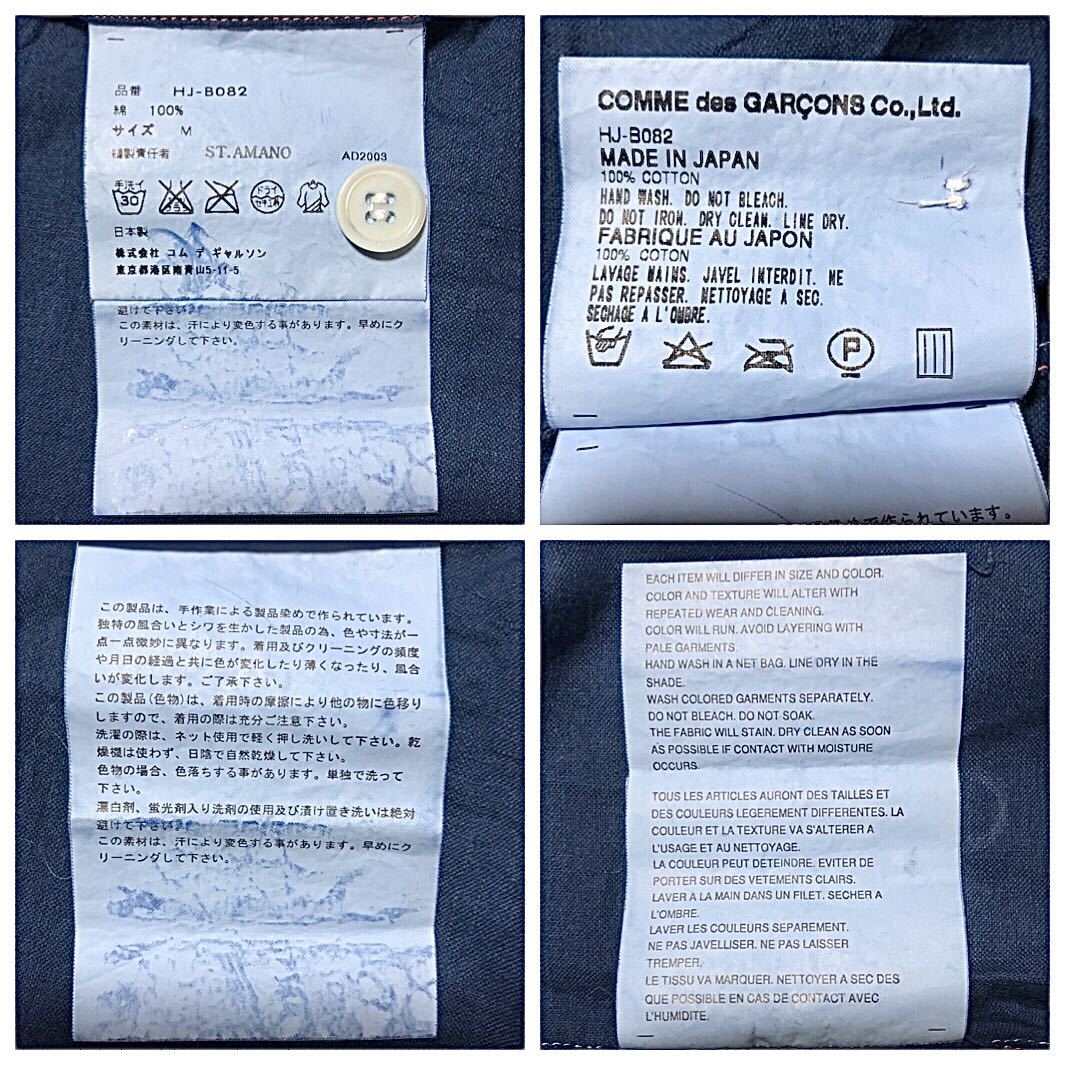 品番 HJ-B082
綿 100%
サイズ M
縫製責任者 ST.AMANO
AD2003
手洗イ
30
エンソ
サラシ
ドライ
セキユ系
日本製
株式会社 コム デ ギャルソン
東京都港区南青山5-11-5
避けて下さい。
この素材は、汗により変色する事があります。早めにク
リーニングして下さい。
COMME des GARÇONS Co.,Ltd.
HJ-B082
MADE IN JAPAN
100% COTTON
HAND WASH. DO NOT BLEACH.
DO NOT IRON. DRY CLEAN. LINE DRY.
FABRIQUE AU JAPON
100% COTON
LAVAGE MAINS. JAVEL INTERDIT. NE
PAS REPASSER. NETTOYAGE A SEC.
SECHAGE A L'OMBRE.
P
で作られています。
この製品は、手作業による製品染めで作られています。
独特の風合いとシワを生かした製品の為、色や寸法が一
点一点微妙に異なります。着用及びクリーニングの頻度
や月日の経過と共に色が変化したり薄くなったり、風合
いが変化します。ご了承下さい。
この製品(色物)は、着用時の摩擦により他の物に色移り
しますので、着用の際は充分ご注意下さい。
洗濯の際は、ネット使用で軽く押し洗いして下さい。乾
燥機は使わず、日陰で自然乾燥して下さい。
色物の場合、色落ちする事があります。単独で洗って
下さい。
漂白剤、蛍光剤入り洗剤の使用及び漬け置き洗いは絶対
避けて下さい。
この素材は、汗により変色する事があります。早めにク
リーニングして下さい。
EACH ITEM WILL DIFFER IN SIZE AND COLOR.
COLOR AND TEXTURE WILL ALTER WITH
REPEATED WEAR AND CLEANING.
COLOR WILL RUN. AVOID LAYERING WITH
PALE GARMENTS.
HAND WASH IN A NET BAG. LINE DRY IN THE
SHADE.
WASH COLORED GARMENTS SEPARATELY.
DO NOT BLEACH. DO NOT SOAK.
THE FABRIC WILL STAIN. DRY CLEAN AS SOON
AS POSSIBLE IF CONTACT WITH MOISTURE
OCCURS.
TOUS LES ARTICLES AURONT DES TAILLES ET
DES COULEURS LEGEREMENT DIFFERENTES. LA
COULEUR ET LA TEXTURE VA S'ALTERER A
L'USAGE ET AU NETTOYAGE.
LA COULEUR PEUT DETEINDRE. EVITER DE
PORTER SUR DES VETEMENTS CLAIRS.
LAVER A LA MAIN DANS UN FILET. SECHER A
L'OMBRE.
LAVER LES COULEURS SEPAREMENT.
NE PAS JAVELLISER. NE PAS LAISSER
TREMPER.
LE TISSU VA MARQUER. NETTOYER A SEC DES
QUE POSSIBLE EN CAS DE CONTACT AVEC
L'HUMIDITE.